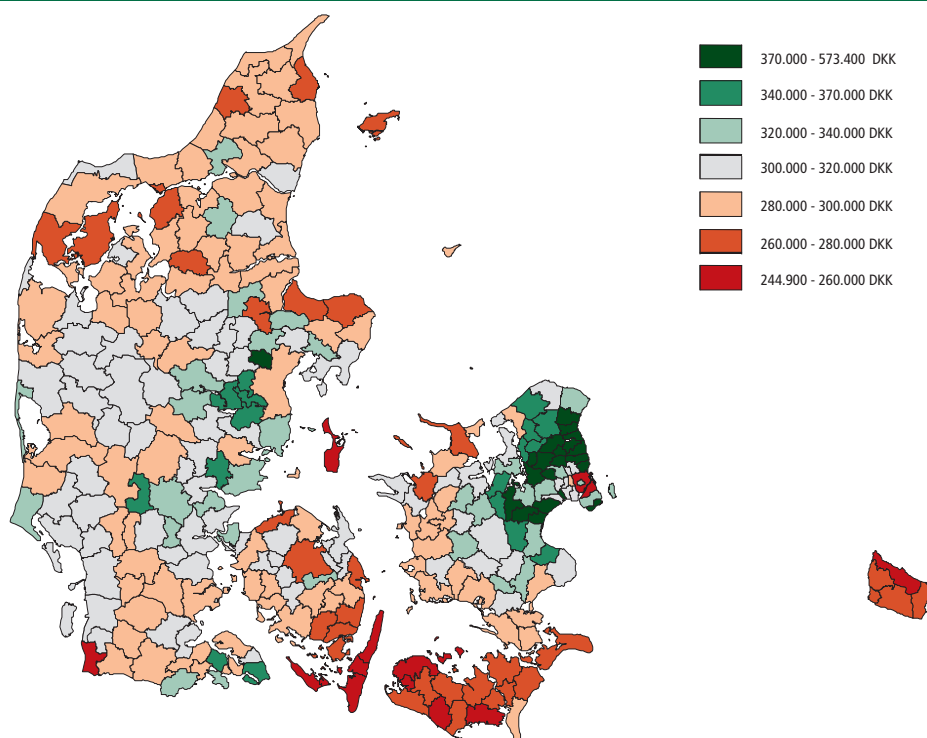 370.000 - 573.400 DKK
340.000 - 370.000 DKK
320.000 - 340.000 DKK
300.000 - 320.000 DKK
280.000 - 300.000 DKK
260.000 - 280.000 DKK
244.900 - 260.000 DKK